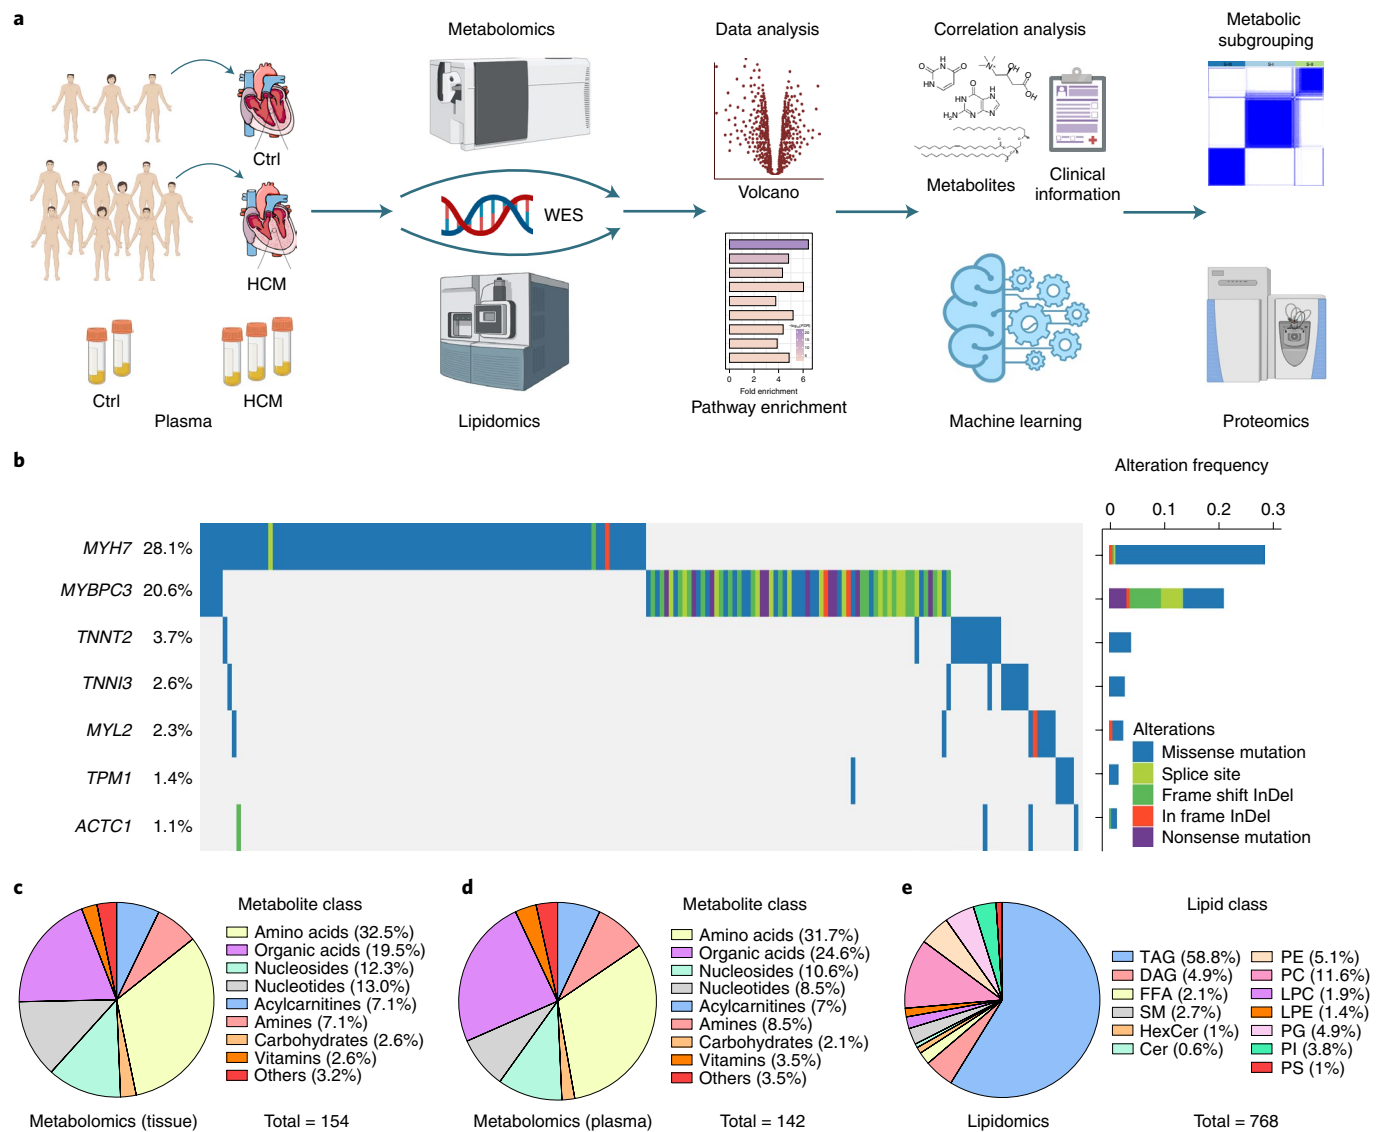 a
Metabolomics
Data analysis
Correlation analysis
Metabolic
subgrouping
Ctrl
HCM
WES
Volcano
Metabolites
Clinical
information
Ctrl
HCM
Plasma
Lipidomics
0 2 4 6
Fold enrichment
Pathway enrichment
Machine learning
Proteomics
b
Alteration frequency
0 0.1 0.2 0.3
MYH7 28.1%
MYBPC3 20.6%
TNNT2 3.7%
TNNI3 2.6%
MYL2 2.3%
TPM1 1.4%
ACTC1 1.1%
Alterations
Missense mutation
Splice site
Frame shift InDel
In frame InDel
Nonsense mutation
c
Metabolite class
Amino acids (32.5%)
Organic acids (19.5%)
Nucleosides (12.3%)
Nucleotides (13.0%)
Acylcarnitines (7.1%)
Amines (7.1%)
Carbohydrates (2.6%)
Vitamins (2.6%)
Others (3.2%)
Metabolomics (tissue)
Total = 154
d
Metabolite class
Amino acids (31.7%)
Organic acids (24.6%)
Nucleosides (10.6%)
Nucleotides (8.5%)
Acylcarnitines (7%)
Amines (8.5%)
Carbohydrates (2.1%)
Vitamins (3.5%)
Others (3.5%)
Metabolomics (plasma)
Total = 142
e
Lipid class
TAG (58.8%)
DAG (4.9%)
FFA (2.1%)
SM (2.7%)
HexCer (1%)
Cer (0.6%)
PE (5.1%)
PC (11.6%)
LPC (1.9%)
LPE (1.4%)
PG (4.9%)
PI (3.8%)
PS (1%)
Lipidomics
Total = 768